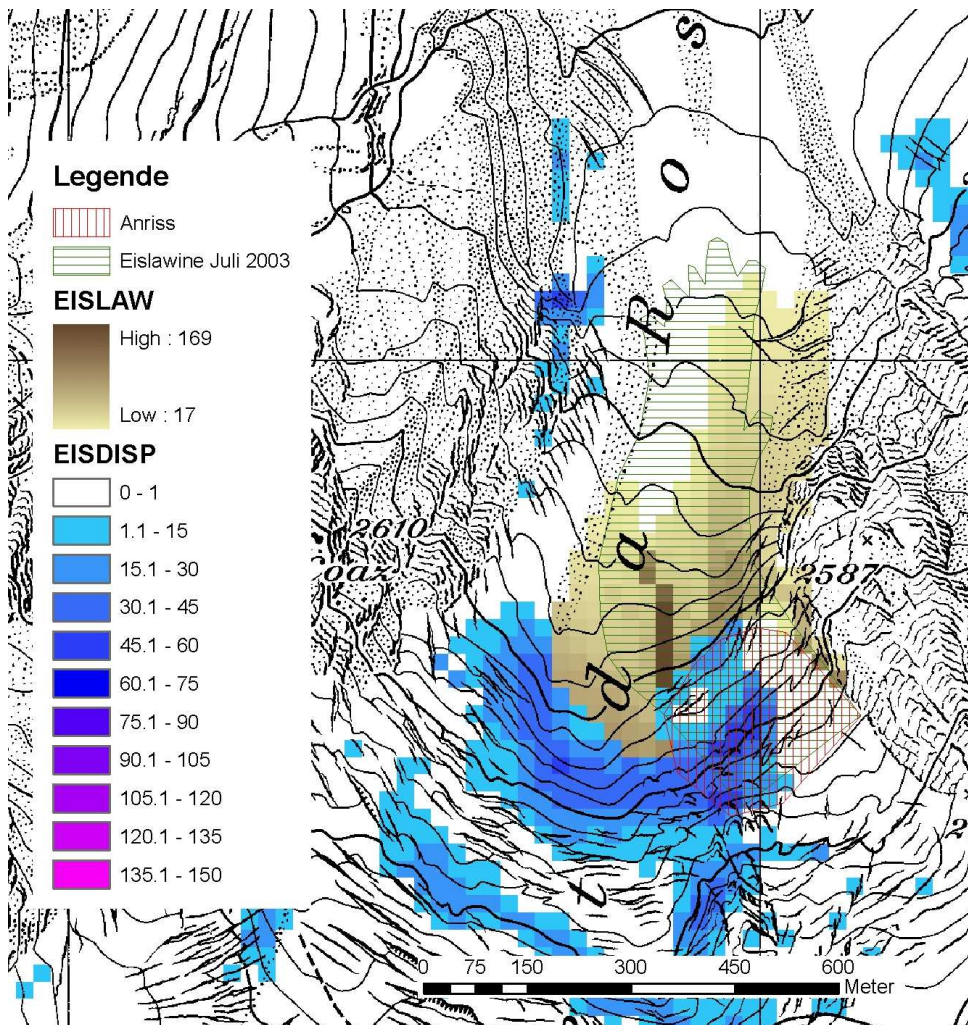 Legende
Anriss
Eislawine Juli 2003
EISLAW
High : 169
Low : 17
EISDISP
0 - 1
1.1 - 15
15.1 - 30
30.1 - 45
45.1 - 60
60.1 - 75
75.1 - 90
90.1 - 105
105.1 - 120
120.1 - 135
135.1 - 150
s
o
R
a
d
t
2610
oaz
2587
2
0 75 150 300 450 600
Meter